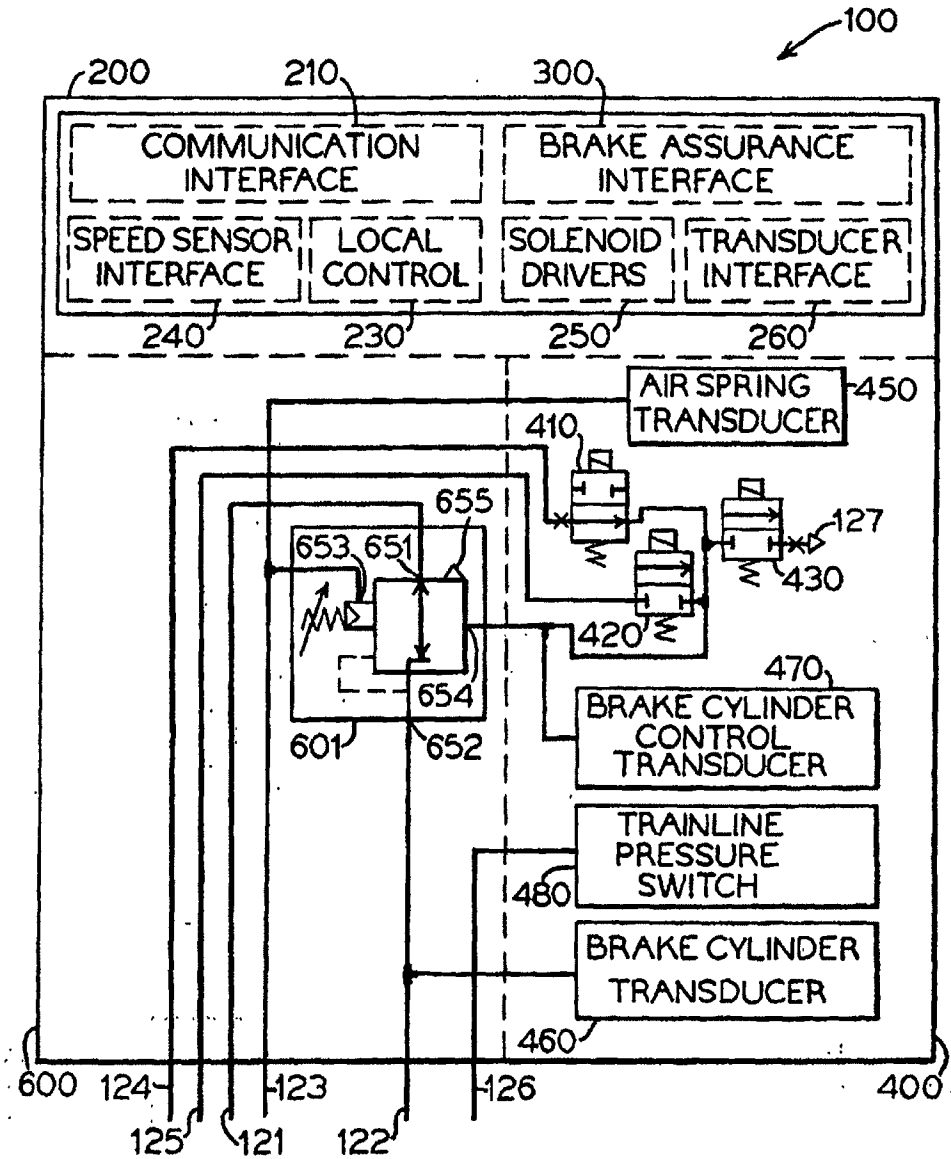 100
200
210
300
COMMUNICATION
INTERFACE
BRAKE ASSURANCE
INTERFACE
SPEED SENSOR
INTERFACE
LOCAL
CONTROL
SOLENOID
DRIVERS
TRANSDUCER
INTERFACE
240
230
250
260
AIR SPRING
TRANSDUCER
450
410
655
127
653
651
430
420
654
470
601
652
BRAKE CYLINDER
CONTROL
TRANSDUCER
TRAINLINE
PRESSURE
SWITCH
480
BRAKE CYLINDER
TRANSDUCER
460
600
124
123
126
400
125
121
122